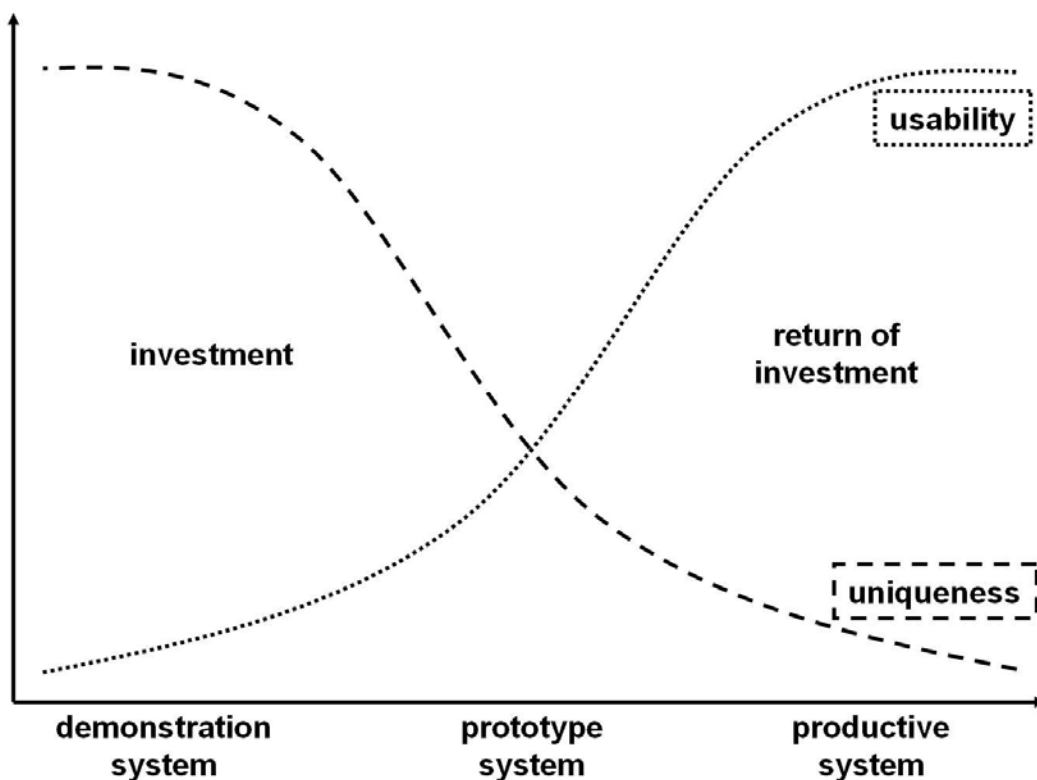 usability
investment
return of
investment
uniqueness
demonstration
system
prototype
system
productive
system